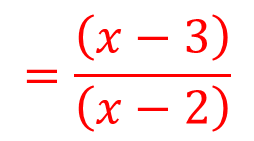 = (x − 3)
(x − 2)